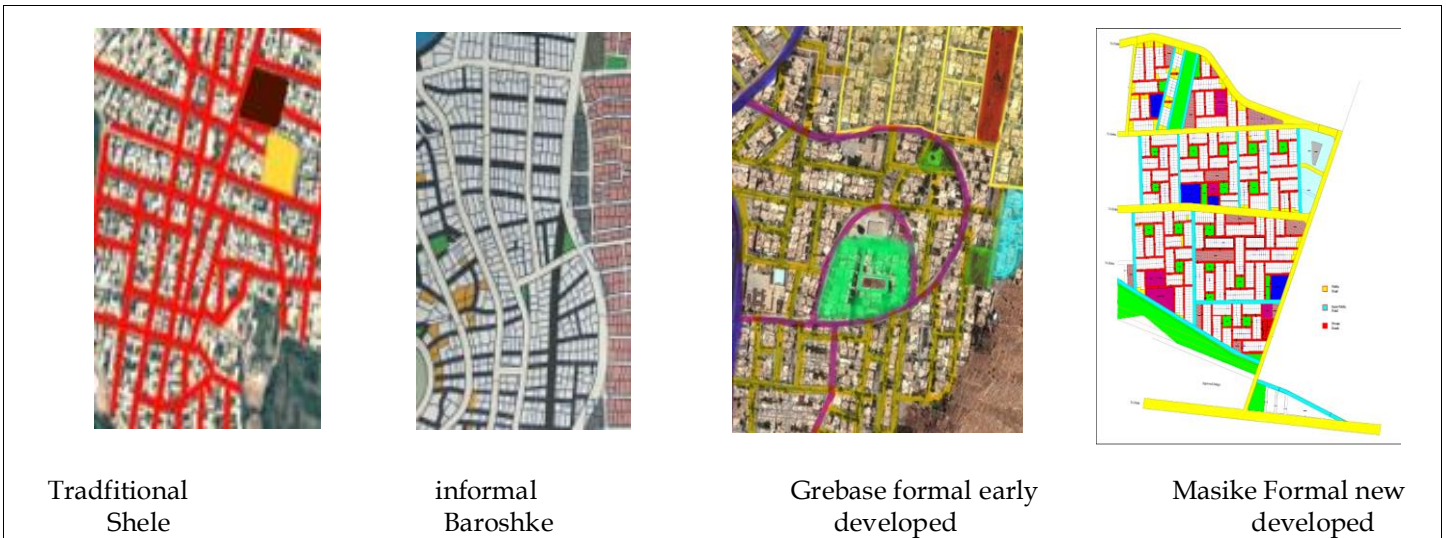 Tradfitional
Shele
informal
Baroshke
Grebase formal early
developed
Masike Formal new
developed